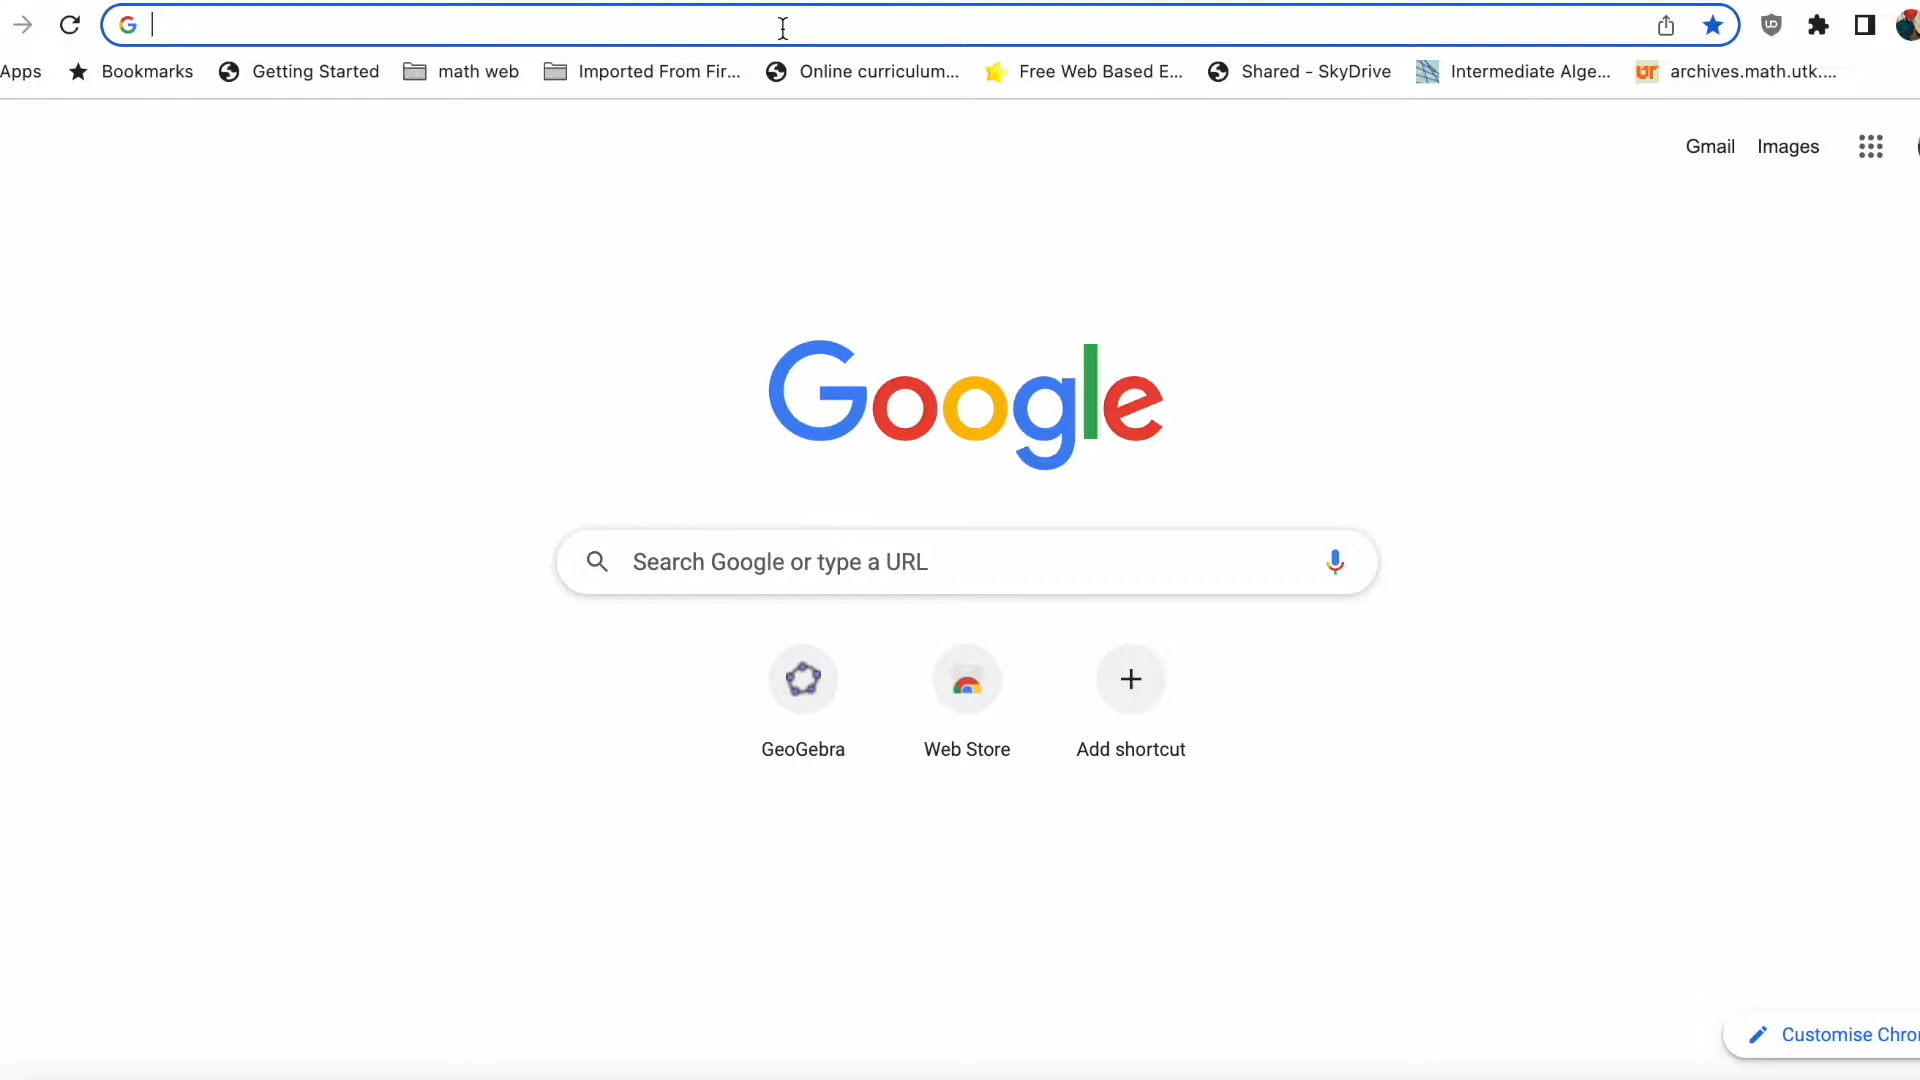 Apps Bookmarks Getting Started math web Imported From Fir... Online curriculum... Free Web Based E... Shared - SkyDrive Intermediate Alge... archives.math.utk....
Gmail Images
Google
Search Google or type a URL
GeoGebra Web Store Add shortcut
Customise Chro